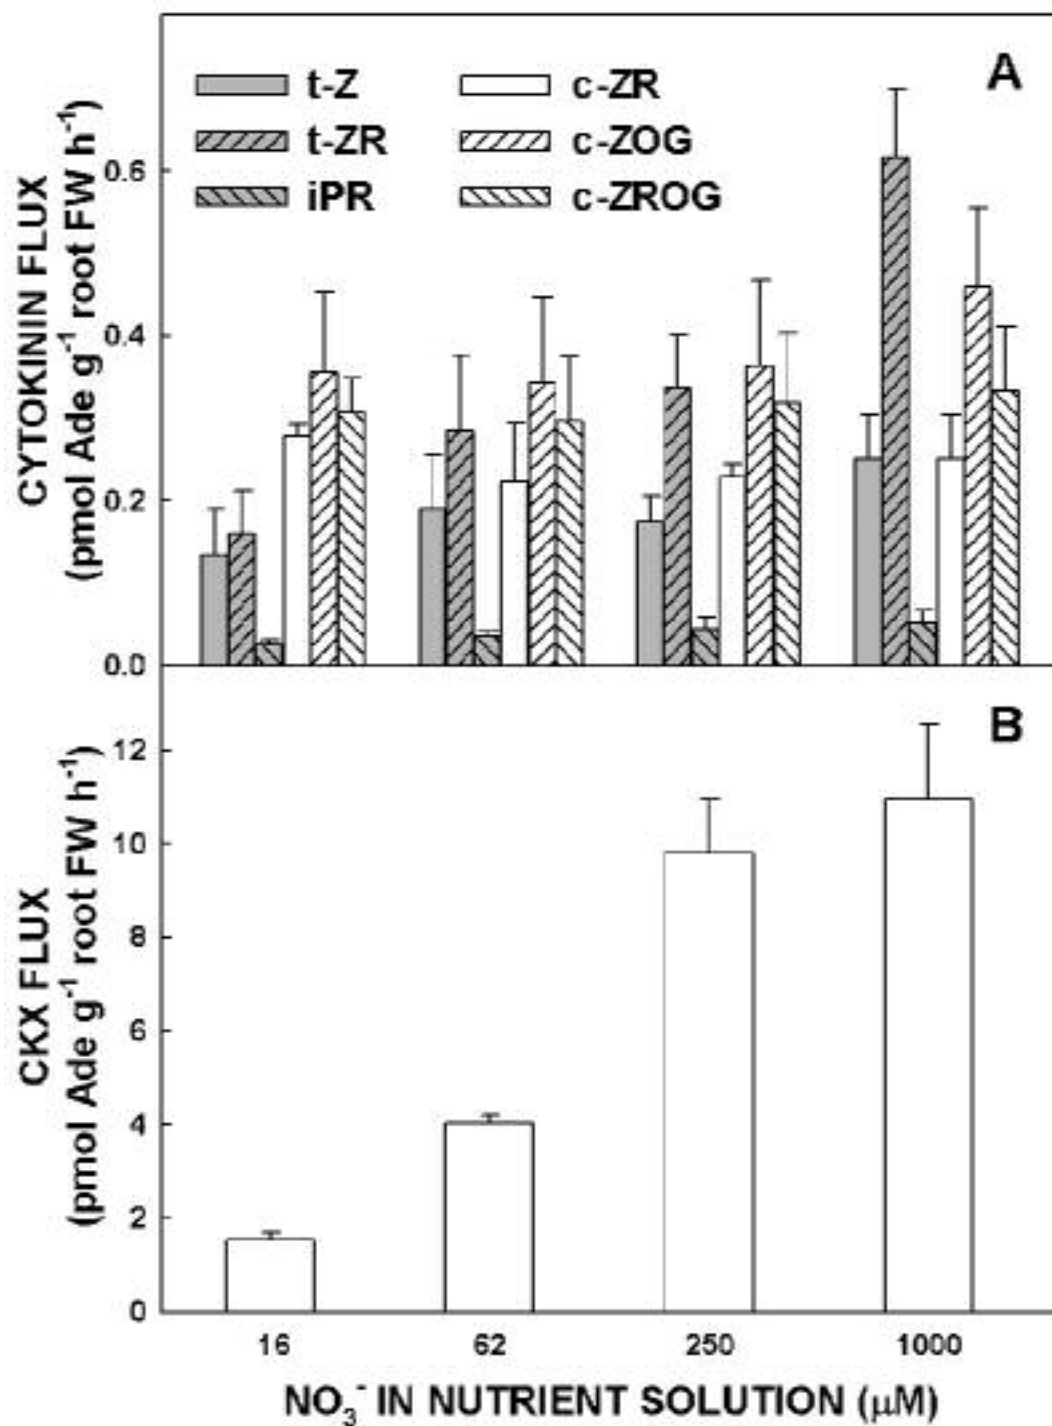 A
t-Z
c-ZR
t-ZR
c-ZOG
iPR
c-ZROG
CYTOKININ FLUX
(pmol Ade g⁻¹ root FW h⁻¹)
0.6
0.4
0.2
0.0
B
CKX FLUX
(pmol Ade g⁻¹ root FW h⁻¹)
12
10
8
6
4
2
0
16 62 250 1000
NO₃⁻ IN NUTRIENT SOLUTION (μM)